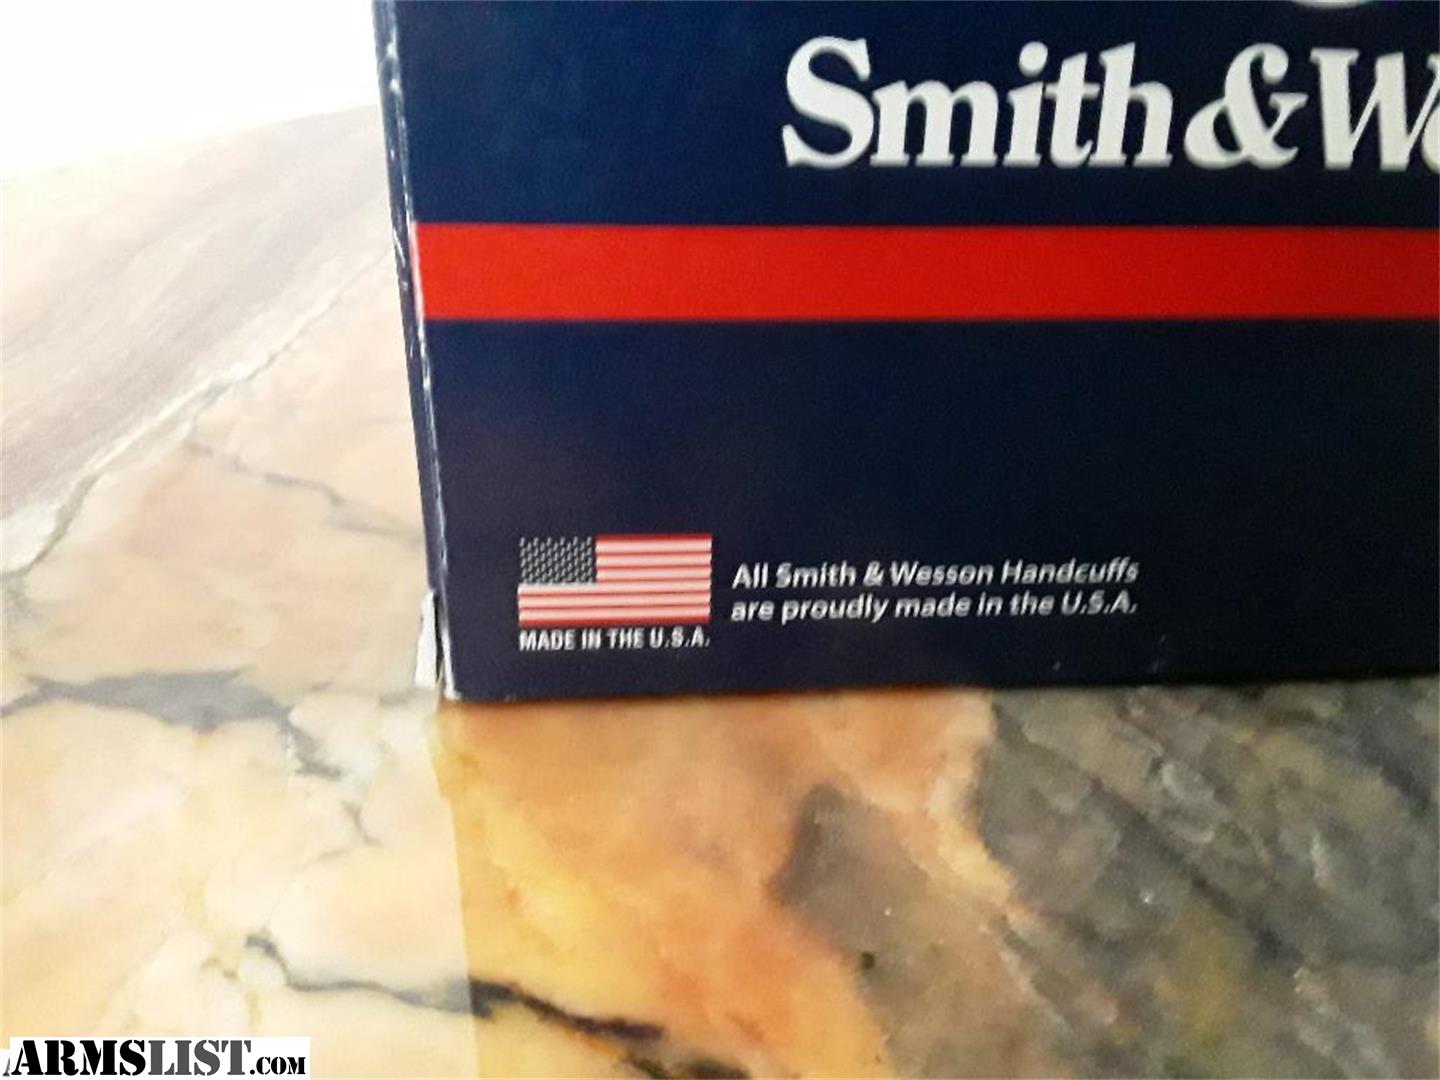 Smith & W
All Smith & Wesson Handcuffs
are proudly made in the U.S.A.
MADE IN THE U.S.A.
ARMSLIST.COM